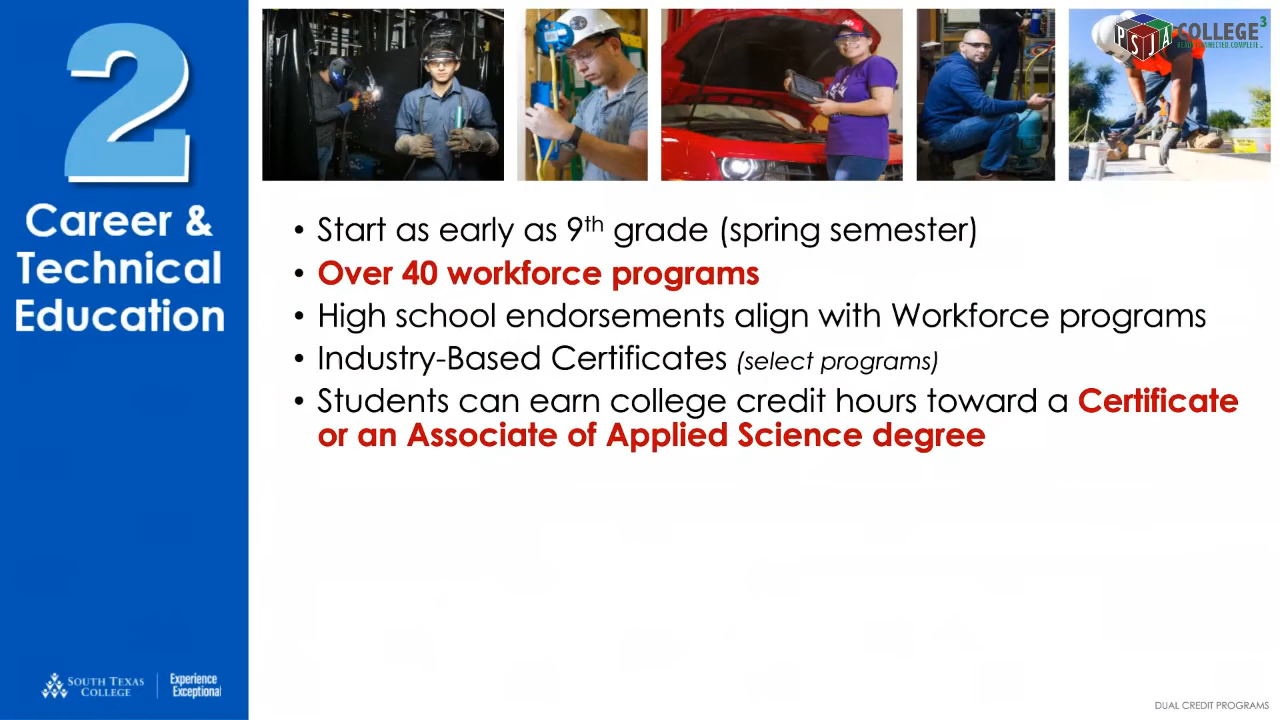 2
Career &
Technical
Education
PSJA COLLEGE³
• Start as early as 9th grade (spring semester)
• Over 40 workforce programs
• High school endorsements align with Workforce programs
• Industry-Based Certificates (select programs)
• Students can earn college credit hours toward a Certificate
or an Associate of Applied Science degree
SOUTH TEXAS
COLLEGE
Experience
Exceptional
DUAL CREDIT PROGRAMS